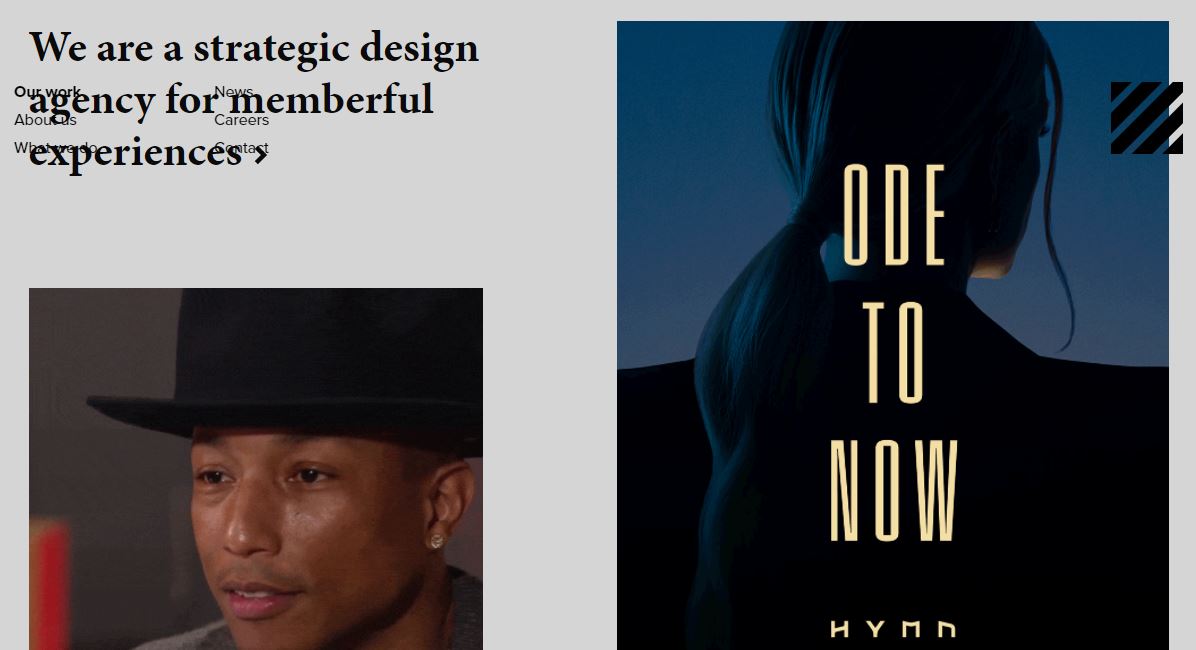 We are a strategic design
agency for memberful
experiences
Our work
About us
What we do
News
Careers
Contact
ODE
TO
NOW
HYMN